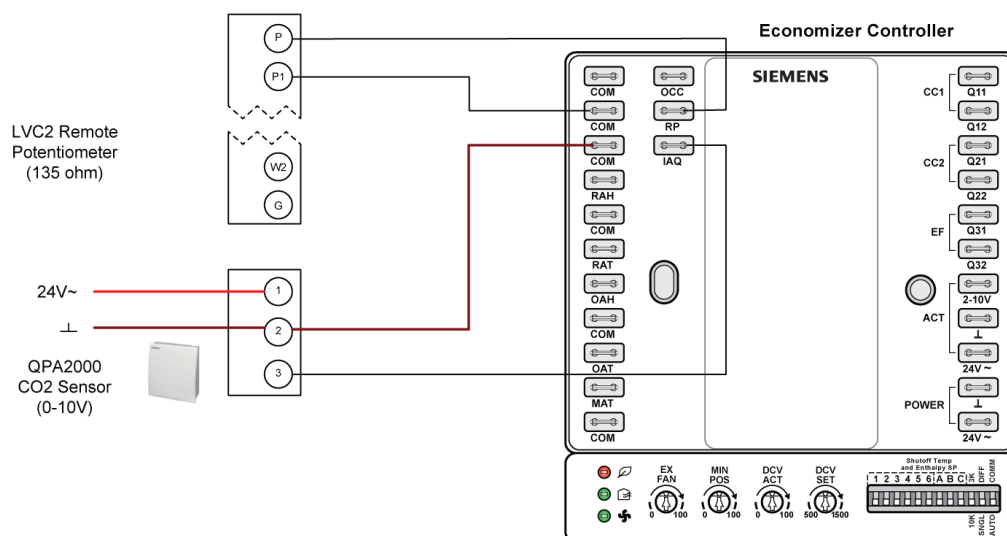 Economizer Controller
LVC2 Remote
Potentiometer
(135 ohm)
P
P1
W2
G
24V~
⊥
QPA2000
CO2 Sensor
(0-10V)
1
2
3
SIEMENS
COM
COM
COM
RAH
COM
RAT
OAH
COM
OAT
MAT
COM
OCC
RP
IAQ
CC1
Q11
Q12
CC2
Q21
Q22
EF
Q31
Q32
ACT
2-10V
⊥
24V ~
POWER
⊥
24V ~
EX
FAN
0 100
MIN
POS
0 100
DCV
ACT
0 100
DCV
SET
500 1500
Shutoff Temp
and Enthalpy SP
1 2 3 4 5 6 A B C 3K DIFF COMM
10K SNGL AUTO